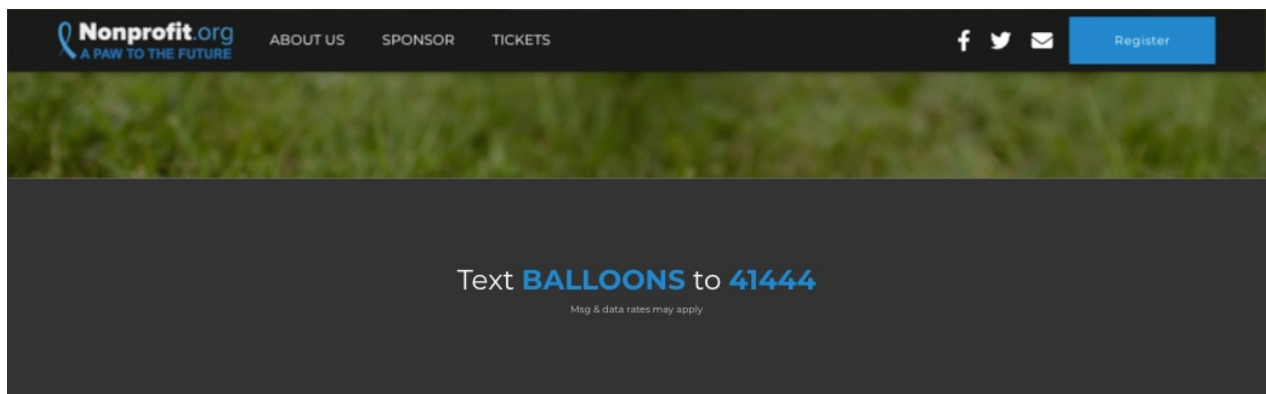 Nonprofit.org
A PAW TO THE FUTURE
ABOUT US SPONSOR TICKETS
Register
Text BALLOONS to 41444
Msg & data rates may apply